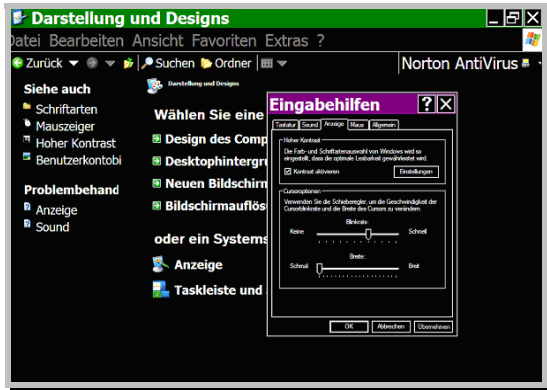 Darstellung und Designs
Datei Bearbeiten Ansicht Favoriten Extras ?
Zurück Suchen Ordner Norton AntiVirus
Siehe auch
Schriftarten
Mauszeiger
Hoher Kontrast
Benutzerkontobi
Problembehand
Anzeige
Sound
Darstellung und Designs
Wählen Sie eine
Design des Comp
Desktophintergru
Neuen Bildschirm
Bildschirmauflös
oder ein Systems
Anzeige
Taskleiste und
Eingabehilfen
Tastatur Sound Anzeige Maus Allgemein
Hoher Kontrast
Die Farb- und Schriftartenauswahl von Windows wird so
eingestellt, dass die optimale Lesbarkeit gewährleistet wird.
Kontrast aktivieren Einstellungen
Cursoroptionen
Verwenden Sie die Schieberegler, um die Geschwindigkeit der
Cursorblinkrate und die Breite des Cursors zu verändern.
Blinkrate:
Keine Schnell
Breite:
Schmal Breit
OK Abbrechen Übernehmen